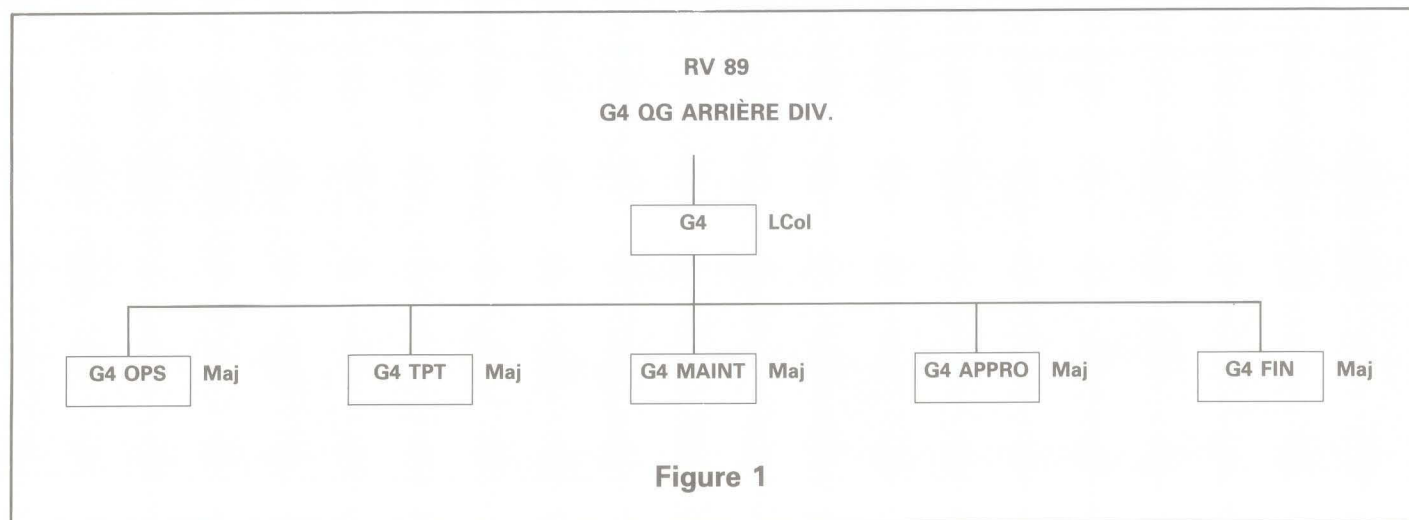 RV 89
G4 QG ARRIÈRE DIV.
G4 LCol
G4 OPS Maj G4 TPT Maj G4 MAINT Maj G4 APPRO Maj G4 FIN Maj
Figure 1